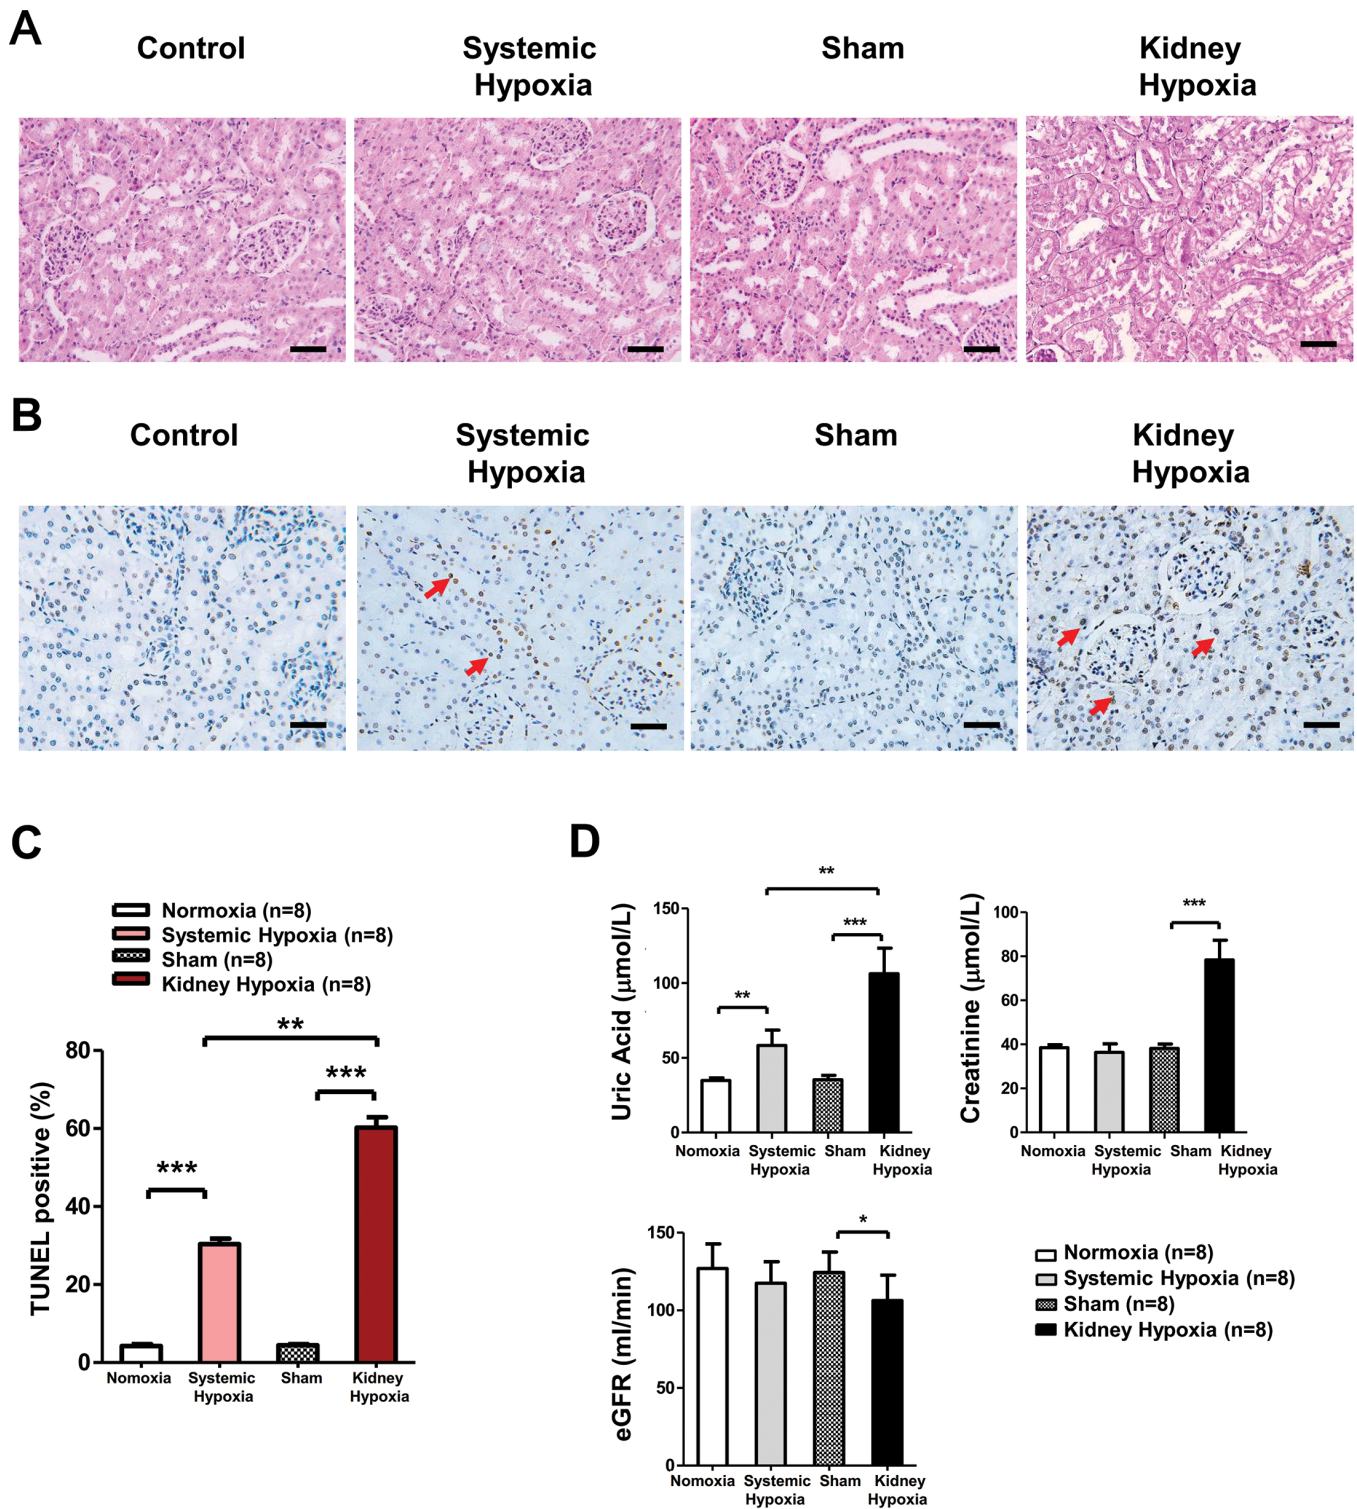 A
Control
Systemic
Hypoxia
Sham
Kidney
Hypoxia
B
Control
Systemic
Hypoxia
Sham
Kidney
Hypoxia
C
Normoxia (n=8)
Systemic Hypoxia (n=8)
Sham (n=8)
Kidney Hypoxia (n=8)
**
***
***
80
60
40
20
0
TUNEL positive (%)
Nomoxia
Systemic
Hypoxia
Sham
Kidney
Hypoxia
D
**
***
**
150
100
50
0
Uric Acid (μmol/L)
Nomoxia
Systemic
Hypoxia
Sham
Kidney
Hypoxia
***
100
80
60
40
20
0
Creatinine (μmol/L)
Nomoxia
Systemic
Hypoxia
Sham
Kidney
Hypoxia
*
150
100
50
0
eGFR (ml/min)
Nomoxia
Systemic
Hypoxia
Sham
Kidney
Hypoxia
Normoxia (n=8)
Systemic Hypoxia (n=8)
Sham (n=8)
Kidney Hypoxia (n=8)